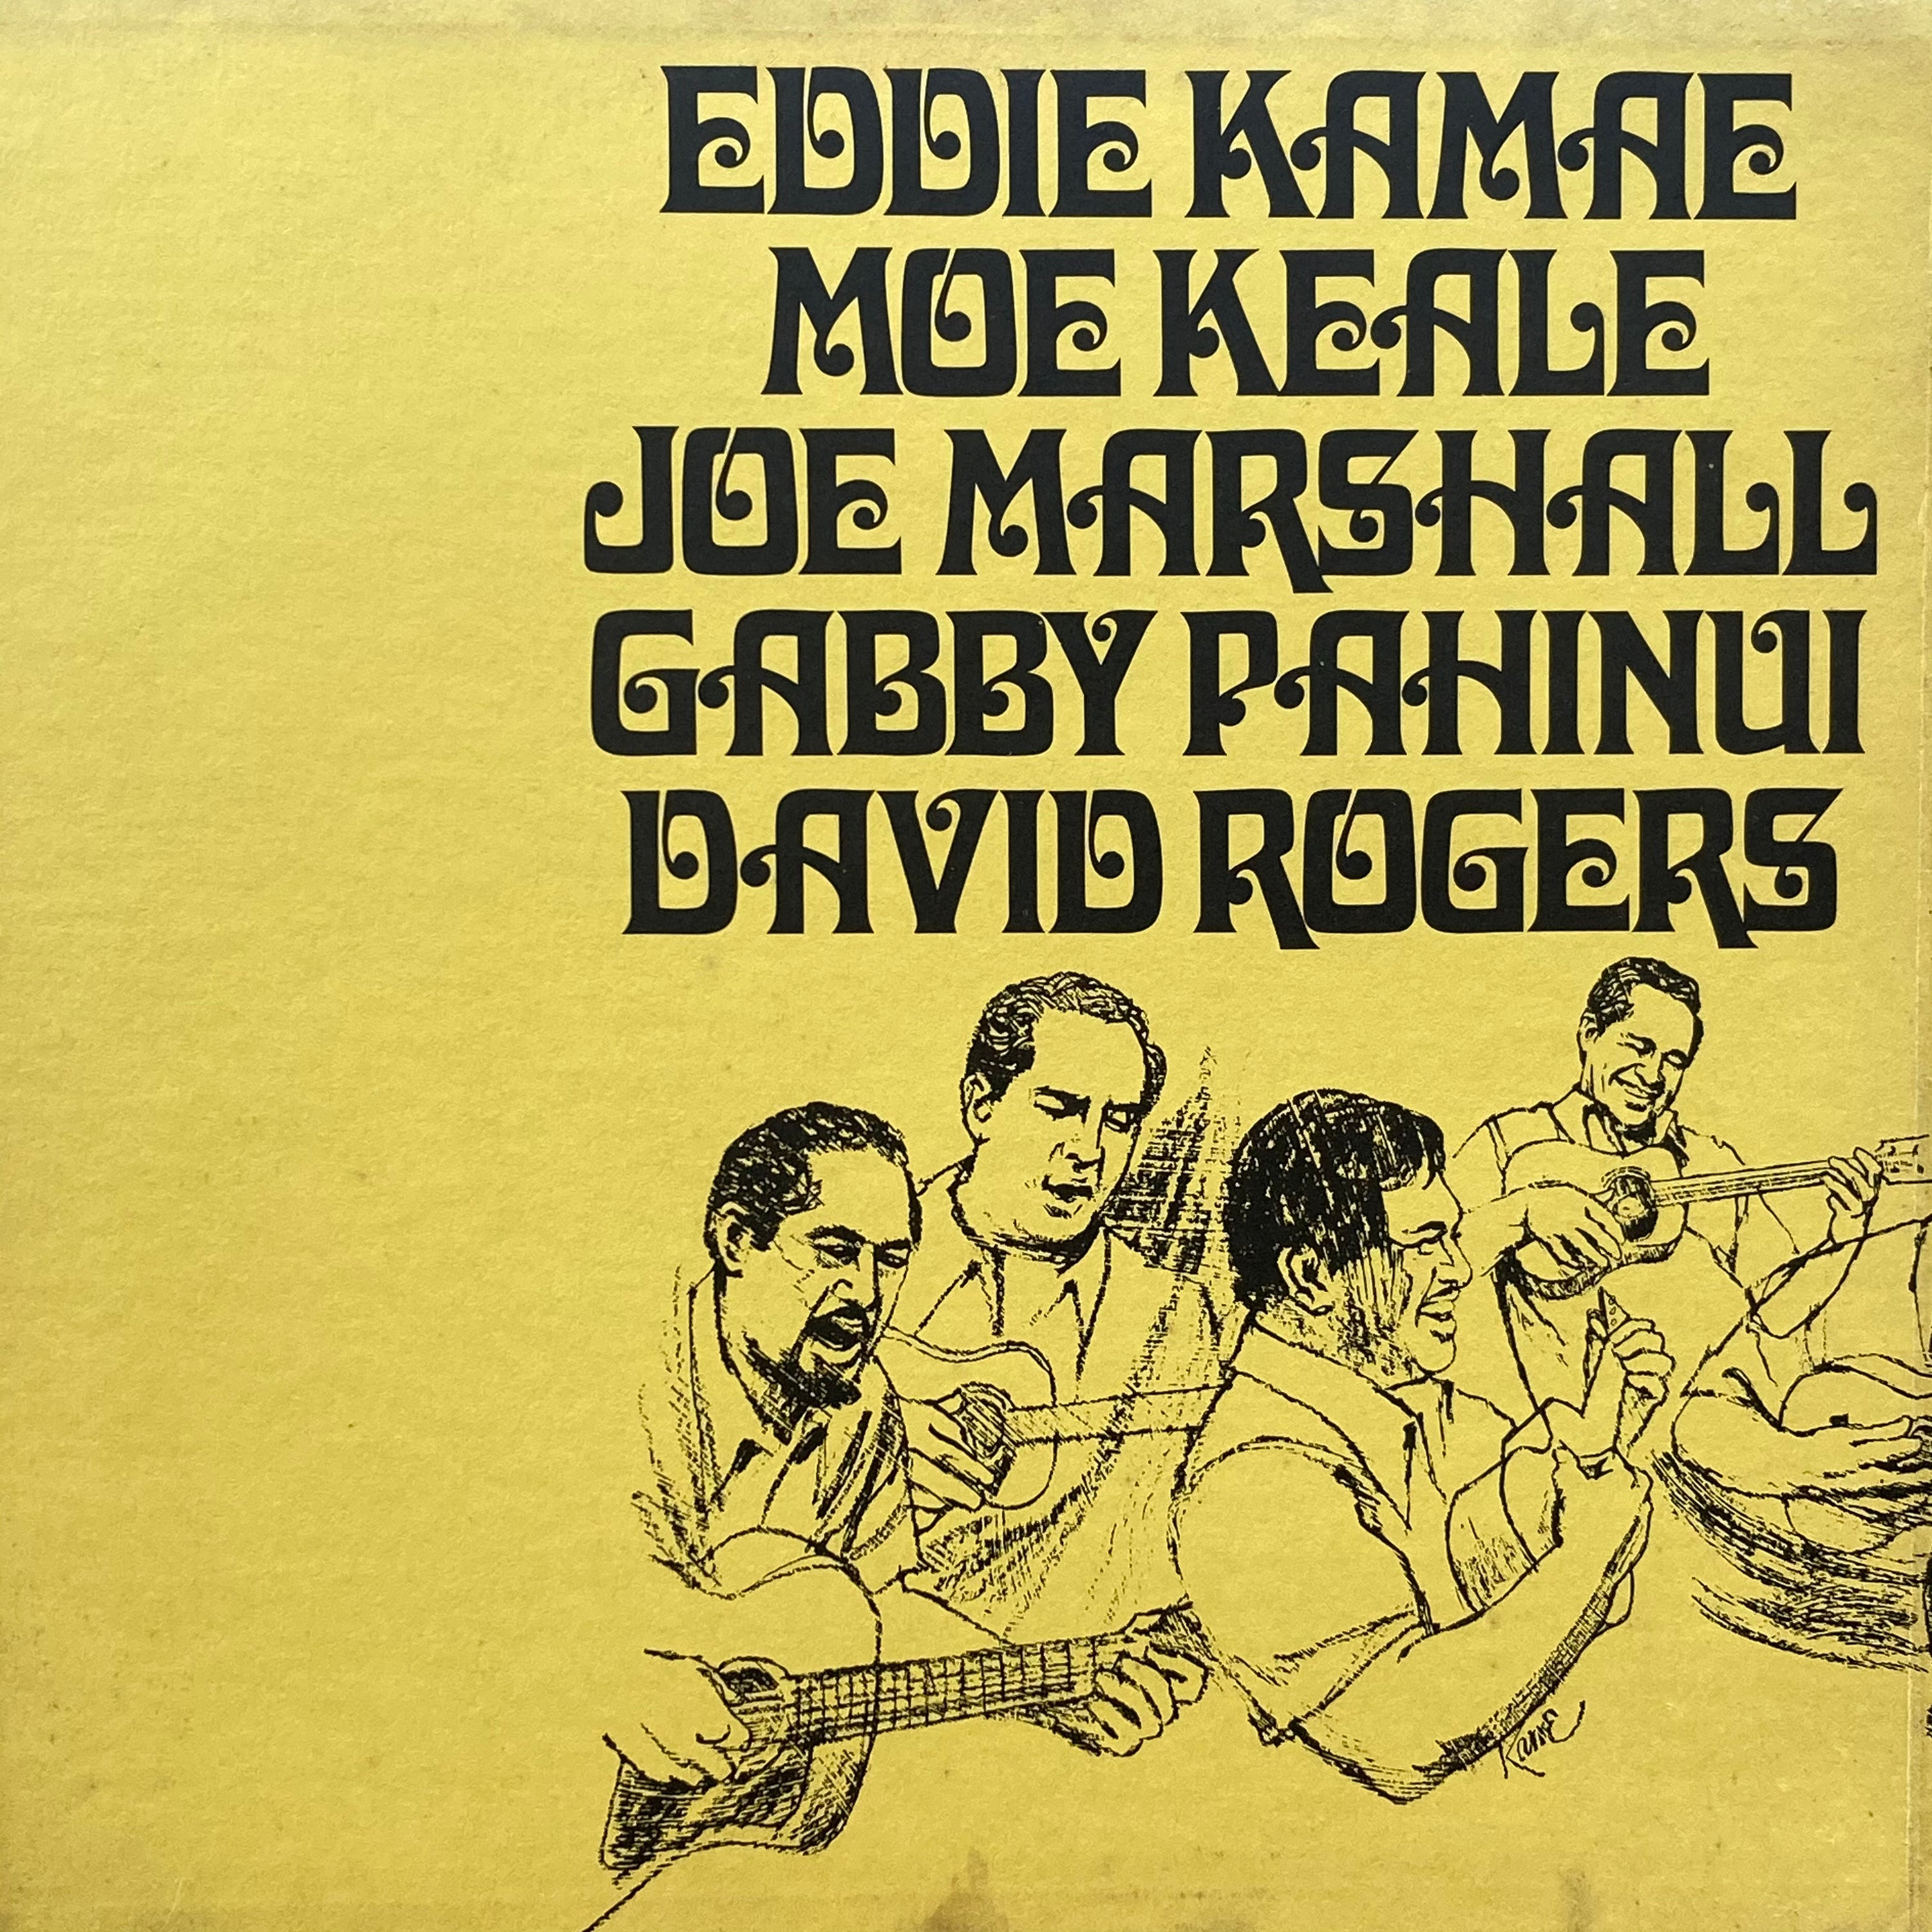 EDDIE KAMAE
MOE KEALE
JOE MARSHALL
GABBY PAHINUI
DAVID ROGERS